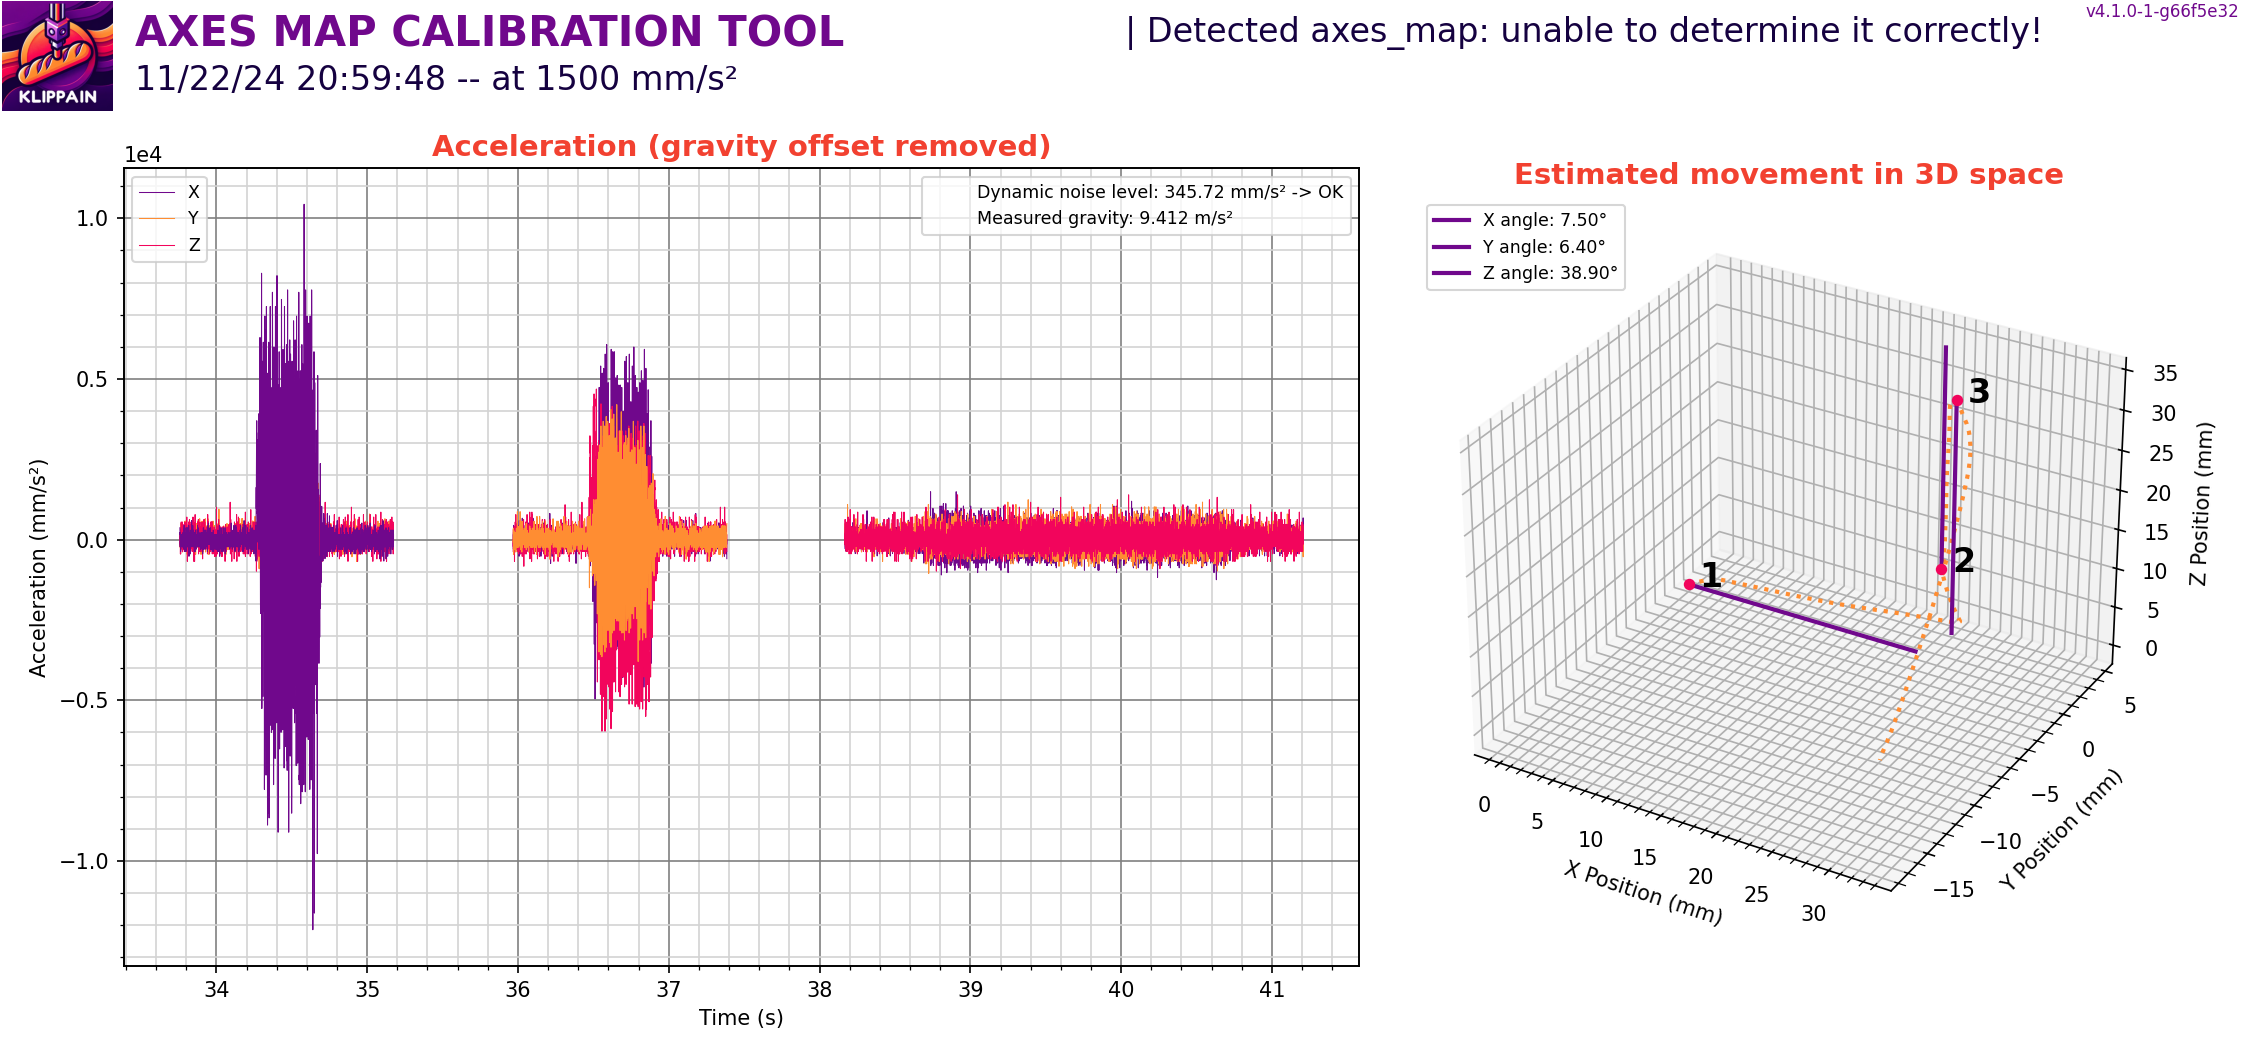 KLIPPAIN
AXES MAP CALIBRATION TOOL
11/22/24 20:59:48 -- at 1500 mm/s²
| Detected axes_map: unable to determine it correctly!
v4.1.0-1-g66f5e32
Acceleration (gravity offset removed)
1e4
X
Y
Z
Dynamic noise level: 345.72 mm/s² -> OK
Measured gravity: 9.412 m/s²
1.0
0.5
0.0
−0.5
−1.0
Acceleration (mm/s²)
34 35 36 37 38 39 40 41
Time (s)
Estimated movement in 3D space
X angle: 7.50°
Y angle: 6.40°
Z angle: 38.90°
1
2
3
0 5 10 15 20 25 30
X Position (mm)
−15 −10 −5 0 5
Y Position (mm)
35
30
25
20
15
10
5
0
Z Position (mm)